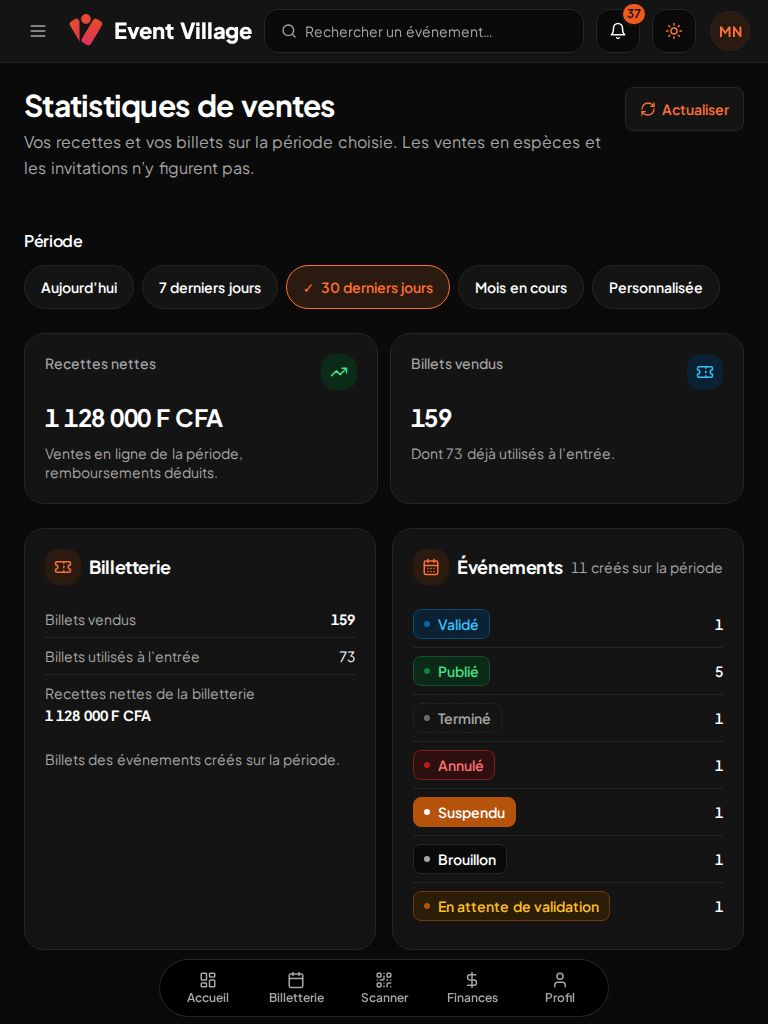 Event Village
Rechercher un événement...
37
MN
Statistiques de ventes
Actualiser
Vos recettes et vos billets sur la période choisie. Les ventes en espèces et
les invitations n'y figurent pas.
Période
Aujourd'hui
7 derniers jours
✓ 30 derniers jours
Mois en cours
Personnalisée
Recettes nettes
1 128 000 F CFA
Ventes en ligne de la période,
remboursements déduits.
Billets vendus
159
Dont 73 déjà utilisés à l'entrée.
Billetterie
Billets vendus 159
Billets utilisés à l'entrée 73
Recettes nettes de la billetterie
1 128 000 F CFA
Billets des événements créés sur la période.
Événements 11 créés sur la période
Validé 1
Publié 5
Terminé 1
Annulé 1
Suspendu 1
Brouillon 1
En attente de validation 1
Accueil
Billetterie
Scanner
Finances
Profil